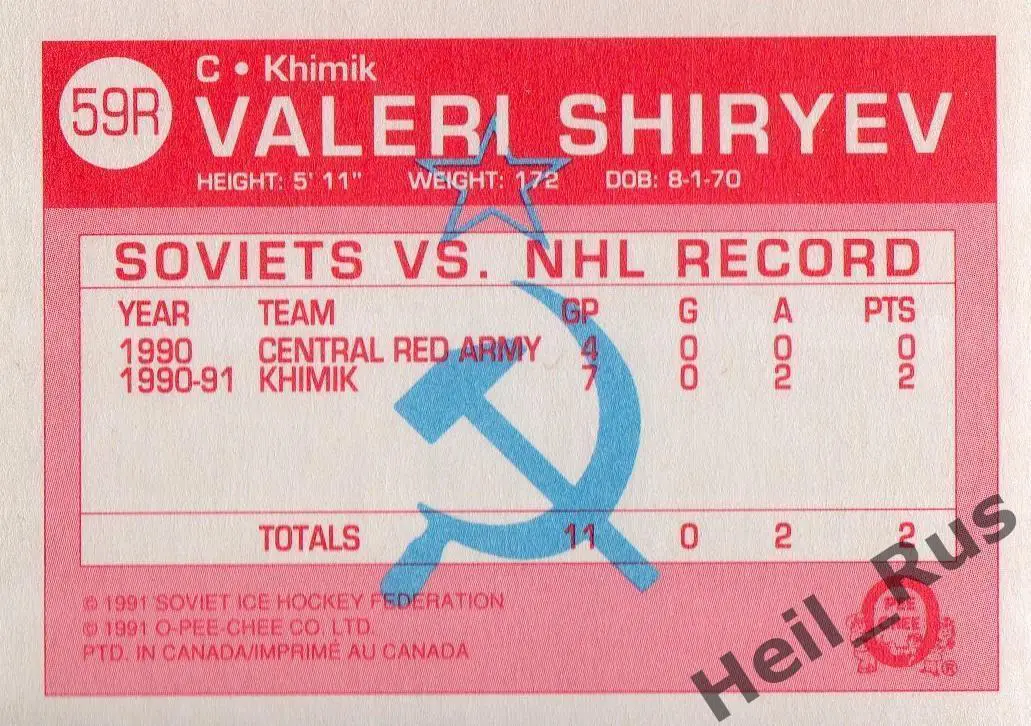 59R
C • Khimik
VALERI SHIRYEV
HEIGHT: 5' 11" WEIGHT: 172 DOB: 8-1-70
SOVIETS VS. NHL RECORD
YEAR TEAM GP G A PTS
1990 CENTRAL RED ARMY 4 0 0 0
1990-91 KHIMIK 7 0 2 2
TOTALS 11 0 2 2
© 1991 SOVIET ICE HOCKEY FEDERATION
© 1991 O-PEE-CHEE CO. LTD.
PTD. IN CANADA/IMPRIMÉ AU CANADA
O
PEE
CHEE
®
Heil_Rus